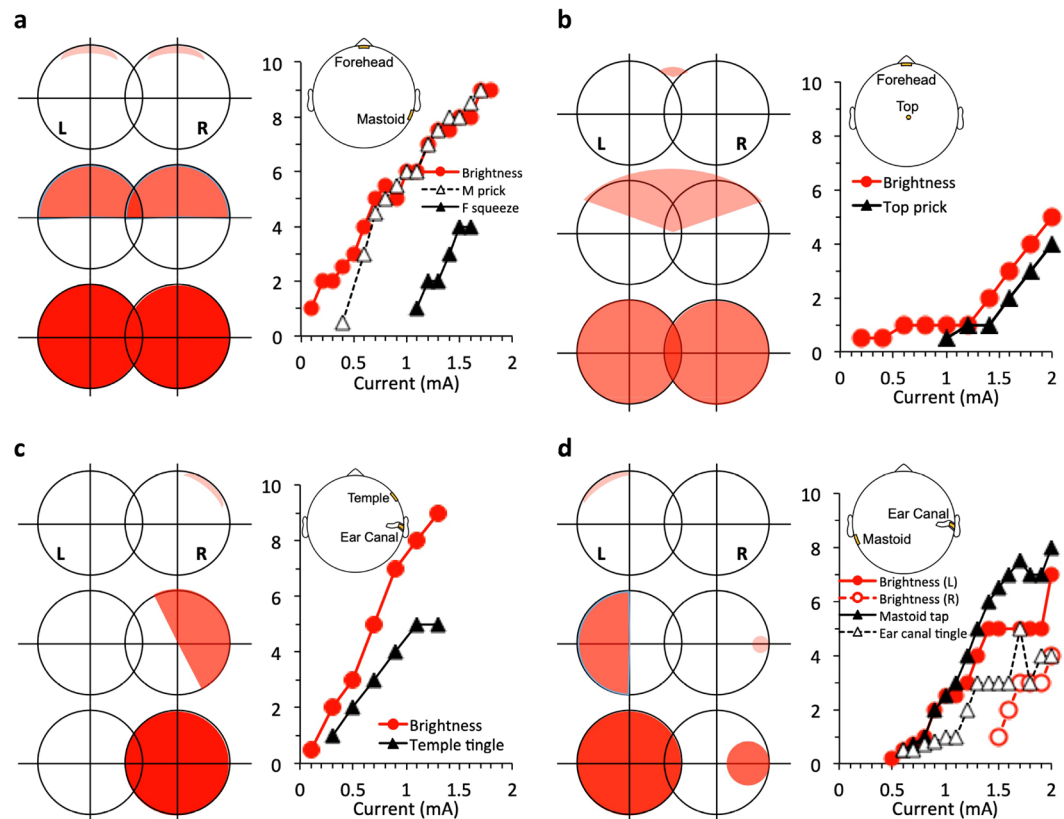 a
L
R
10
8
6
4
2
0
0
0.5
1
1.5
2
Current (mA)
Forehead
Mastoid
Brightness
M prick
F squeeze
b
L
R
10
8
6
4
2
0
0
0.5
1
1.5
2
Current (mA)
Forehead
Top
Brightness
Top prick
c
L
R
10
8
6
4
2
0
0
0.5
1
1.5
2
Current (mA)
Temple
Ear Canal
Brightness
Temple tingle
d
L
R
10
8
6
4
2
0
0
0.5
1
1.5
2
Current (mA)
Ear Canal
Mastoid
Brightness (L)
Brightness (R)
Mastoid tap
Ear canal tingle